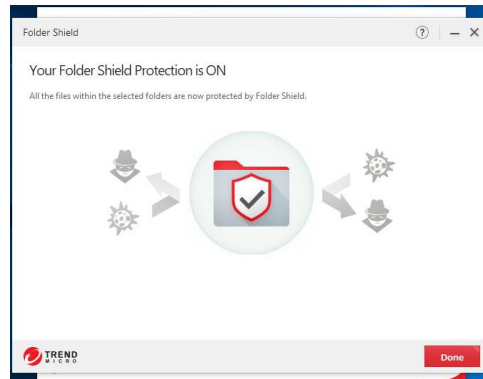 Folder Shield
Your Folder Shield Protection is ON
All the files within the selected folders are now protected by Folder Shield.
TREND
MICRO
Done